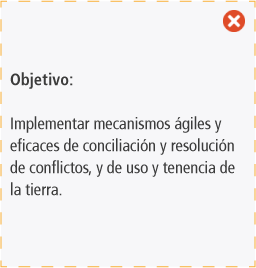 Objetivo:
Implementar mecanismos ágiles y
eficaces de conciliación y resolución
de conflictos, y de uso y tenencia de
la tierra.